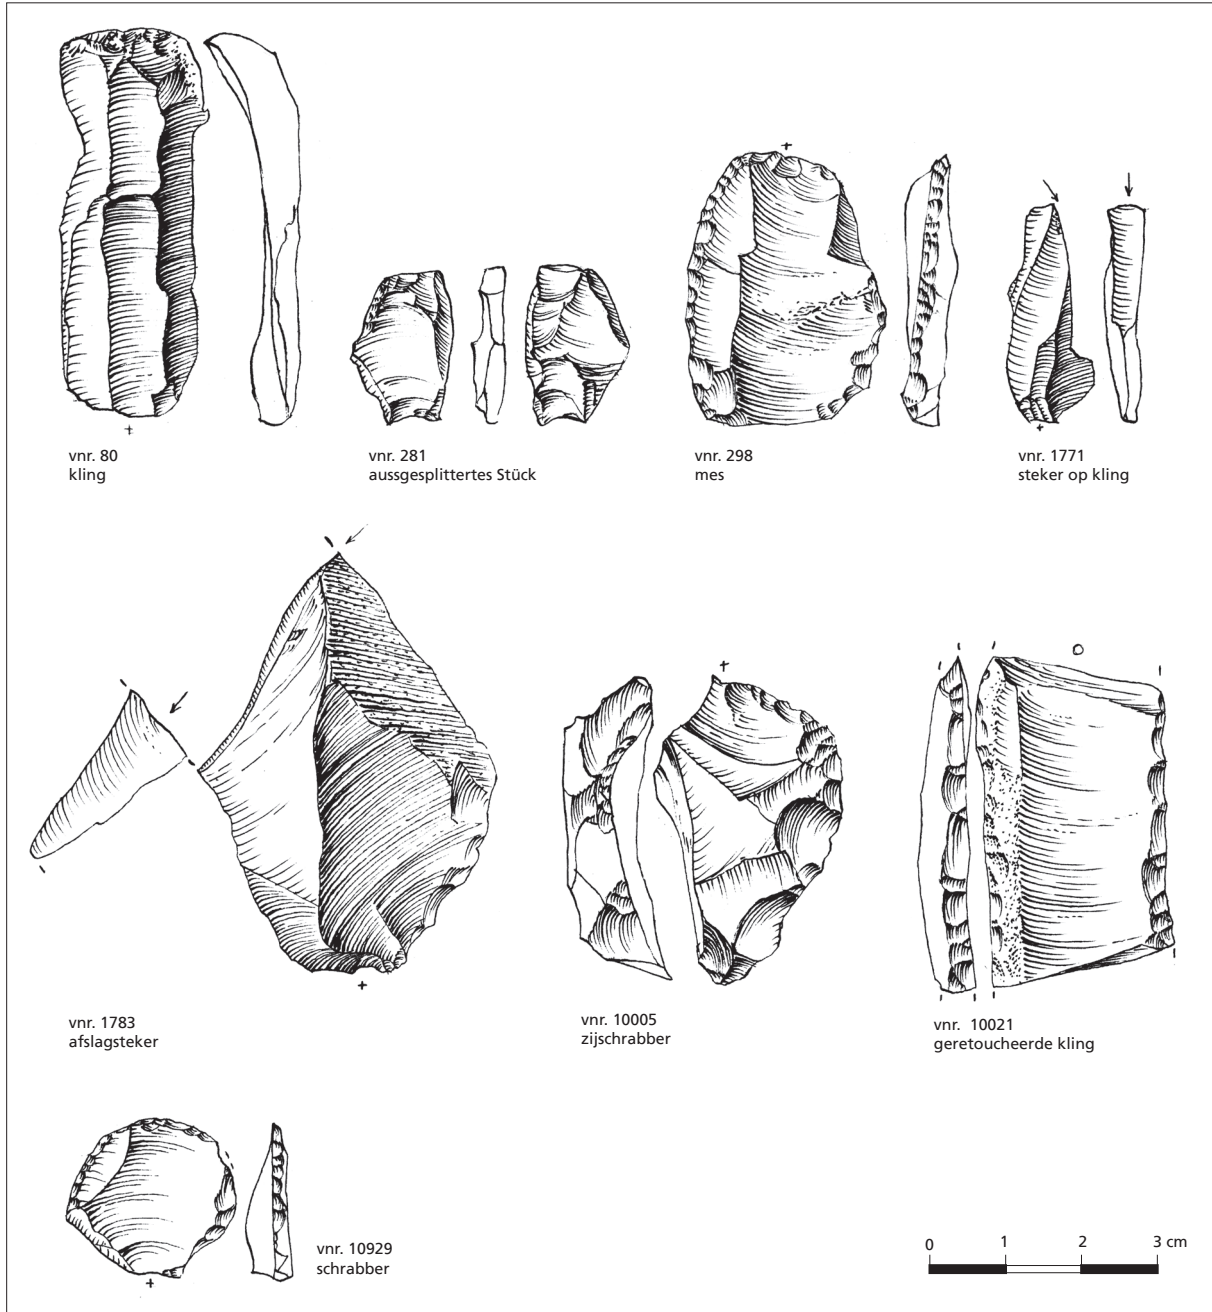 vnr. 80
kling
vnr. 281
aussgesplittertes Stück
vnr. 298
mes
vnr. 1771
steker op kling
vnr. 1783
afslagsteker
vnr. 10005
zijschrabber
vnr. 10021
geretoucheerde kling
vnr. 10929
schrabber
0 1 2 3 cm